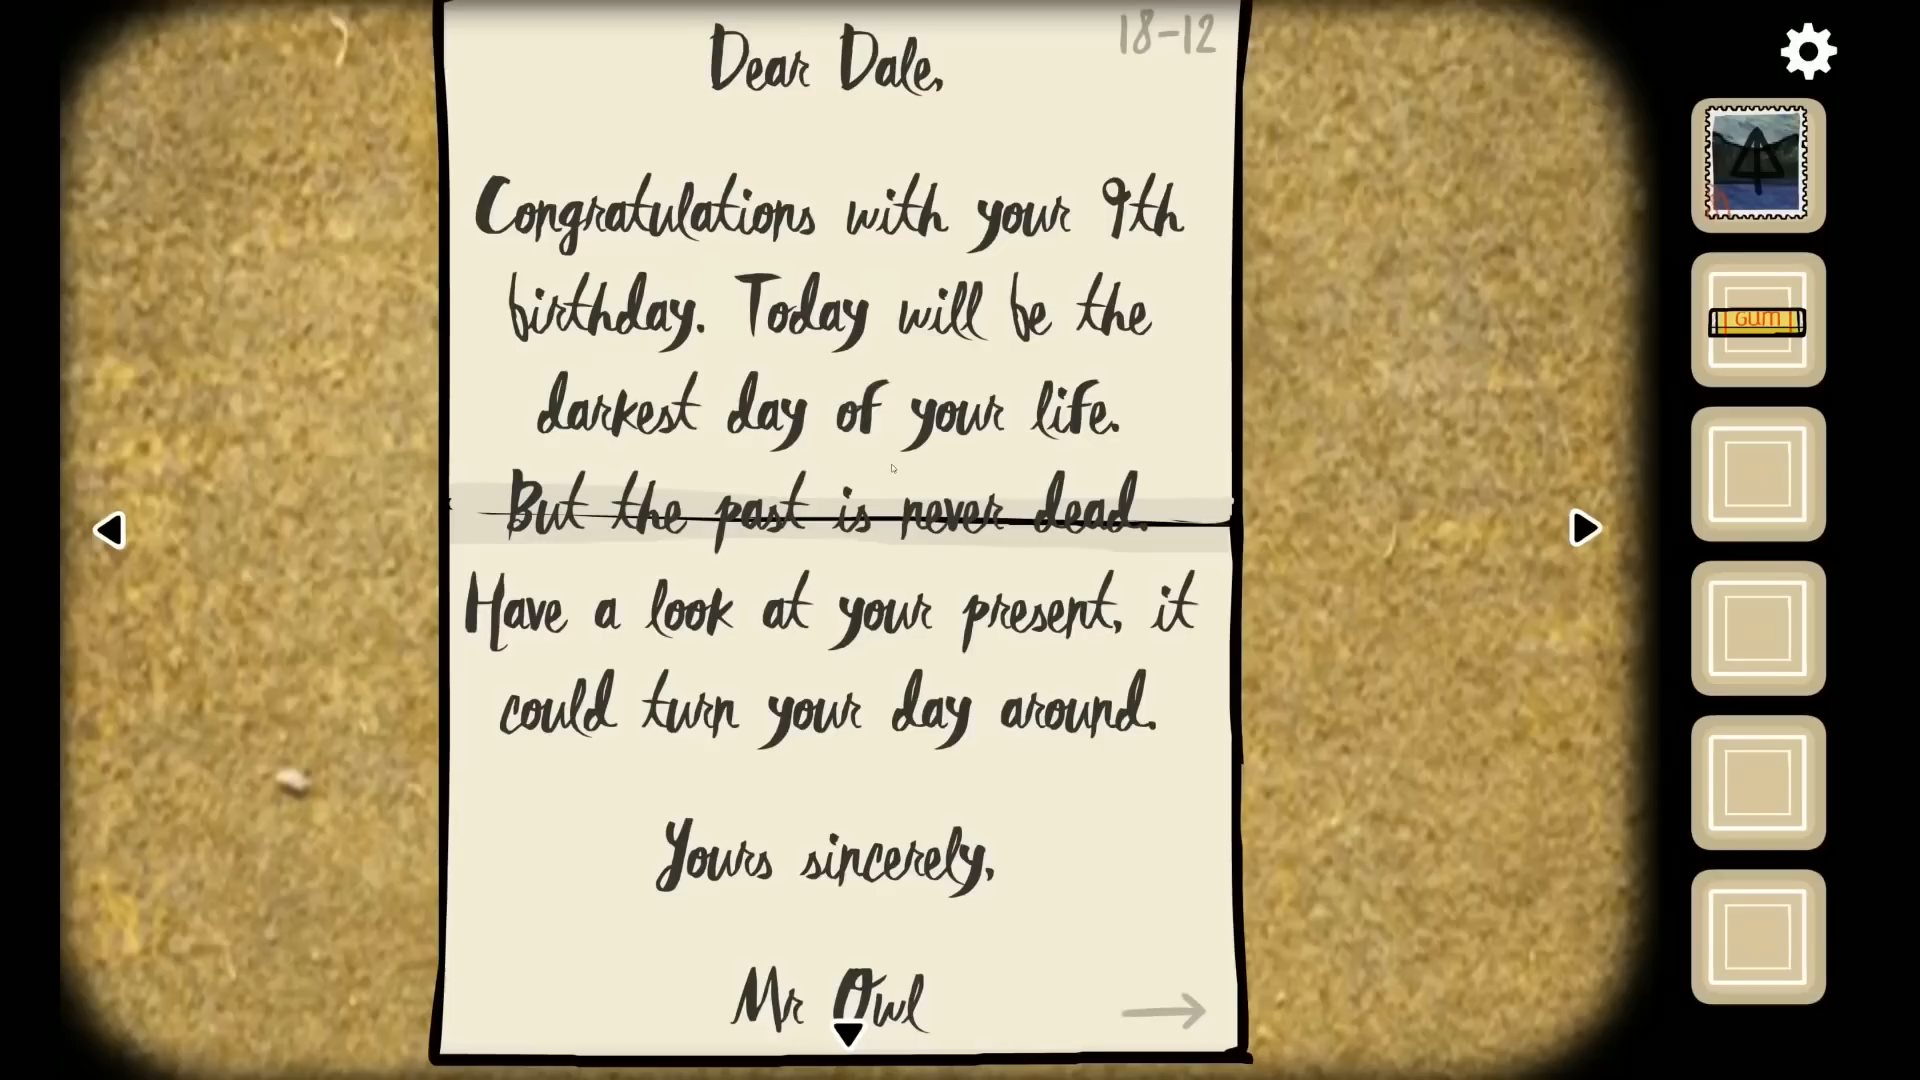 18-12
Dear Dale,
Congratulations with your 9th
birthday. Today will be the
darkest day of your life.
But the past is never dead.
Have a look at your present, it
could turn your day around.
Yours sincerely,
Mr Owl
GUM